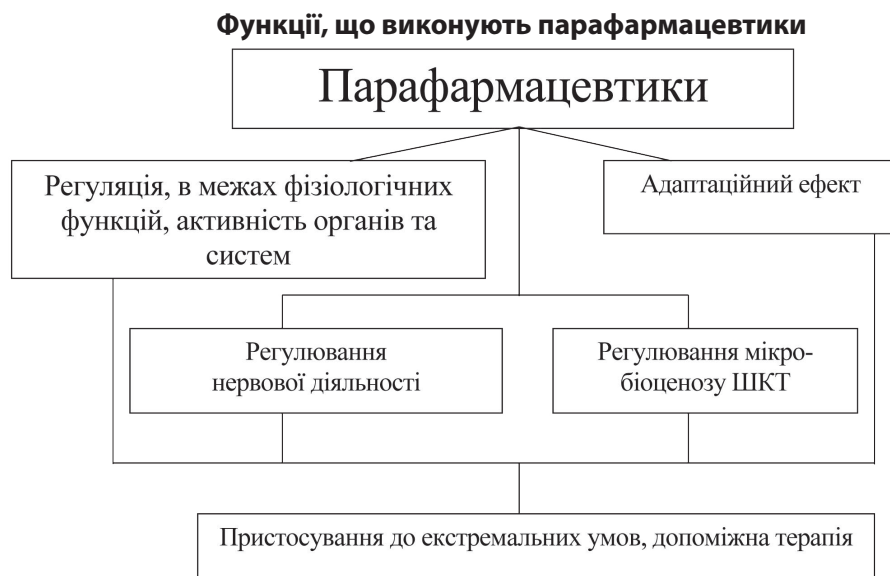 Функції, що виконують парафармацевтики
Парафармацевтики
Регуляція, в межах фізіологічних
функцій, активність органів та
систем
Адаптаційний ефект
Регулювання
нервової діяльності
Регулювання мікро-
біоценозу ШКТ
Пристосування до екстремальних умов, допоміжна терапія